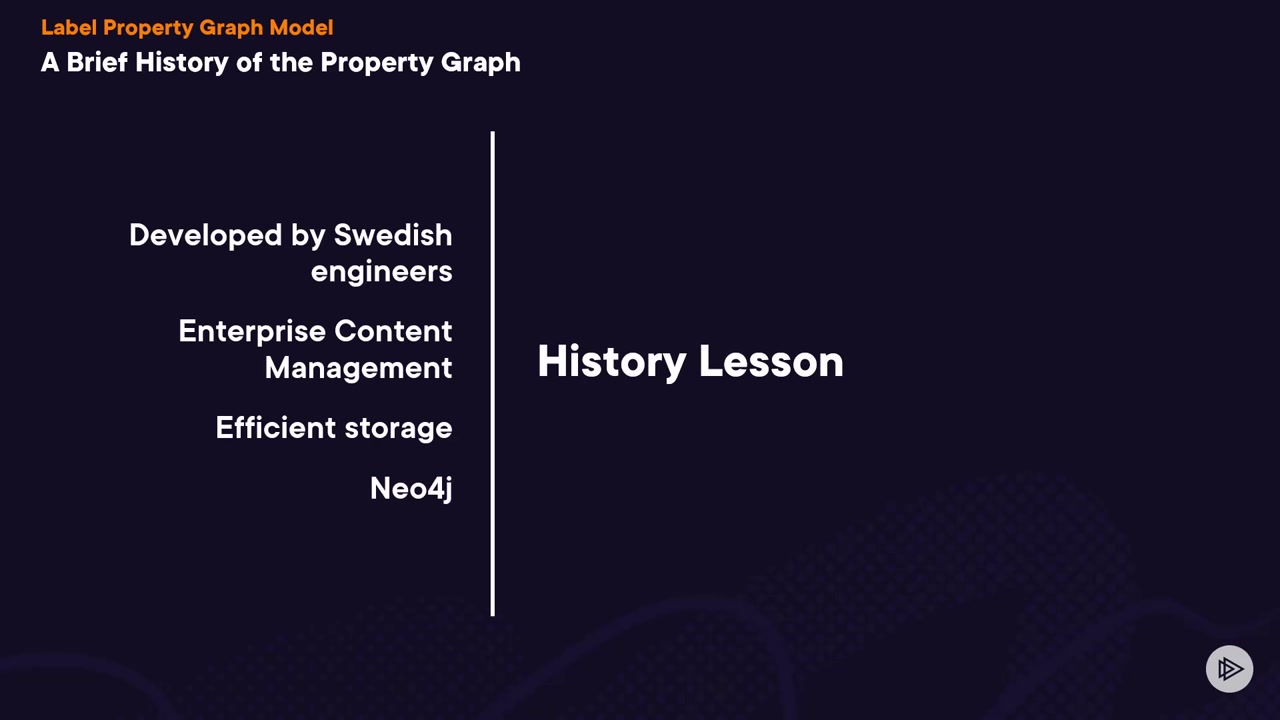 Label Property Graph Model
A Brief History of the Property Graph
Developed by Swedish
engineers
Enterprise Content
Management
Efficient storage
Neo4j
History Lesson